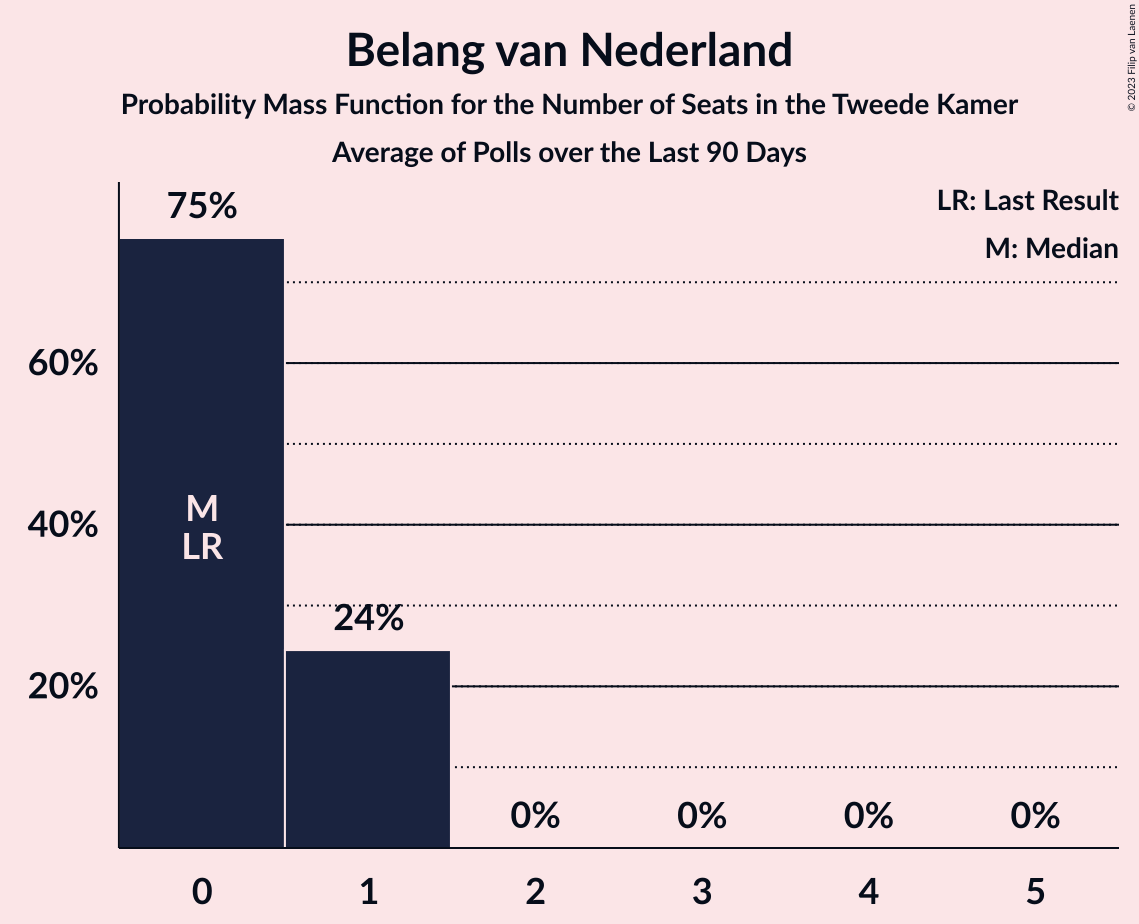 Belang van Nederland
Probability Mass Function for the Number of Seats in the Tweede Kamer
Average of Polls over the Last 90 Days
© 2023 Filip van Laenen
LR: Last Result
M: Median
75%
60%
40%
20%
M
LR
24%
0%
0%
0%
0%
0
1
2
3
4
5